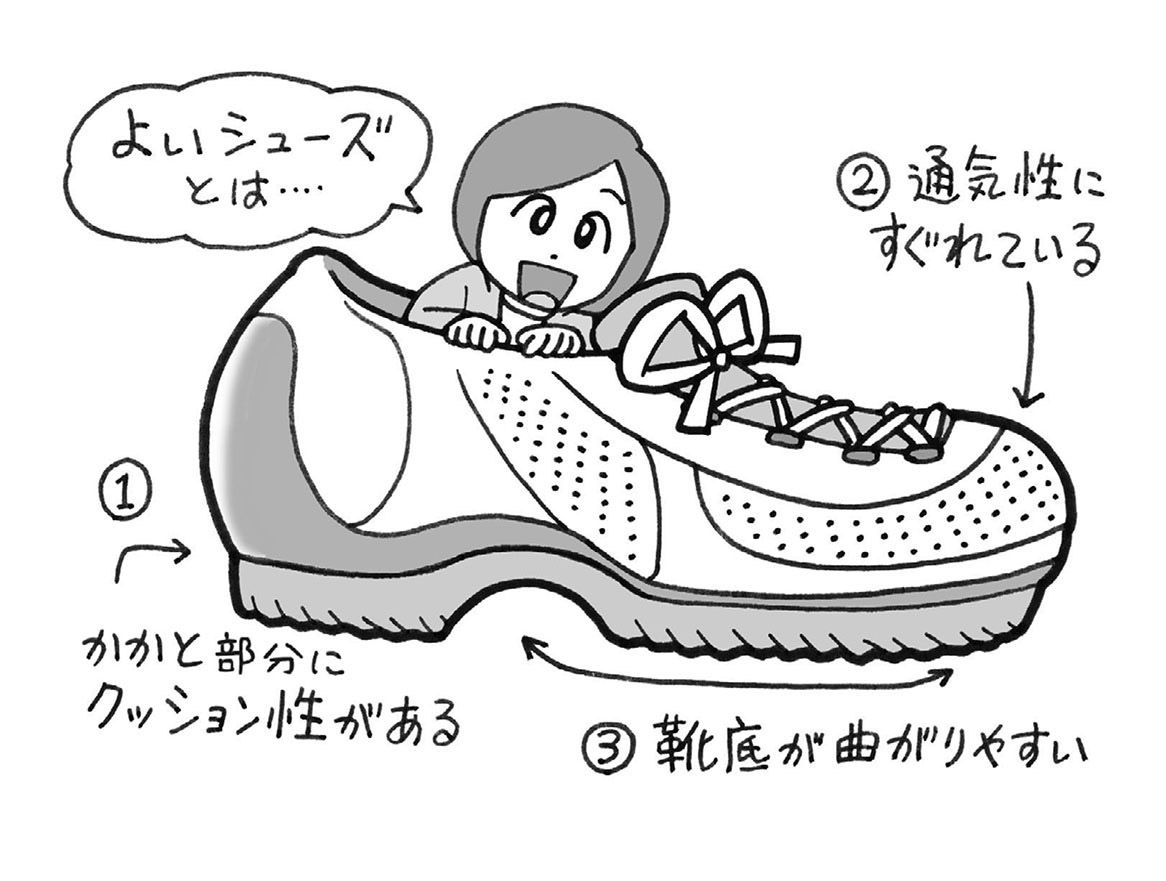 よいシューズ
とは‥‥
② 通気性に
すぐれている
①
かかと部分に
クッション性がある
③ 靴底が曲がりやすい